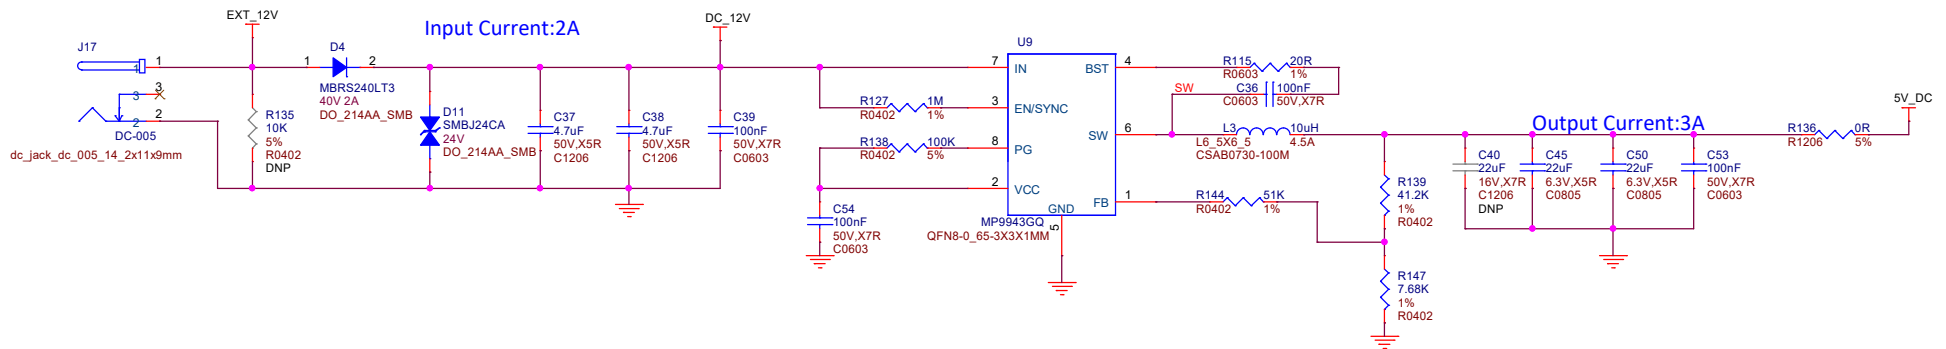 EXT_12V
Input Current:2A
DC_12V
J17
1
1
D4
1
2
MBRS240LT3
40V 2A
DO_214AA_SMB
3
3
2
2
DC-005
dc_jack_dc_005_14_2x11x9mm
R135
10K
5%
R0402
DNP
D11
SMBJ24CA
24V
DO_214AA_SMB
C37
4.7uF
50V,X5R
C1206
C38
4.7uF
50V,X5R
C1206
C39
100nF
50V,X7R
C0603
R127
1M
R0402
1%
R138
100K
R0402
5%
C54
100nF
50V,X7R
C0603
U9
7
IN
BST
4
3
EN/SYNC
SW
6
8
PG
2
VCC
FB
1
GND
5
MP9943GQ
QFN8-0_65-3X3X1MM
R115
20R
R0603
1%
SW
C36
100nF
C0603
50V,X7R
L3
10uH
L6_5X6_5
4.5A
CSAB0730-100M
R144
51K
R0402
1%
R139
41.2K
1%
R0402
R147
7.68K
1%
R0402
Output Current:3A
C40
22uF
16V,X7R
C1206
DNP
C45
22uF
6.3V,X5R
C0805
C50
22uF
6.3V,X5R
C0805
C53
100nF
50V,X7R
C0603
R136
0R
R1206
5%
5V_DC